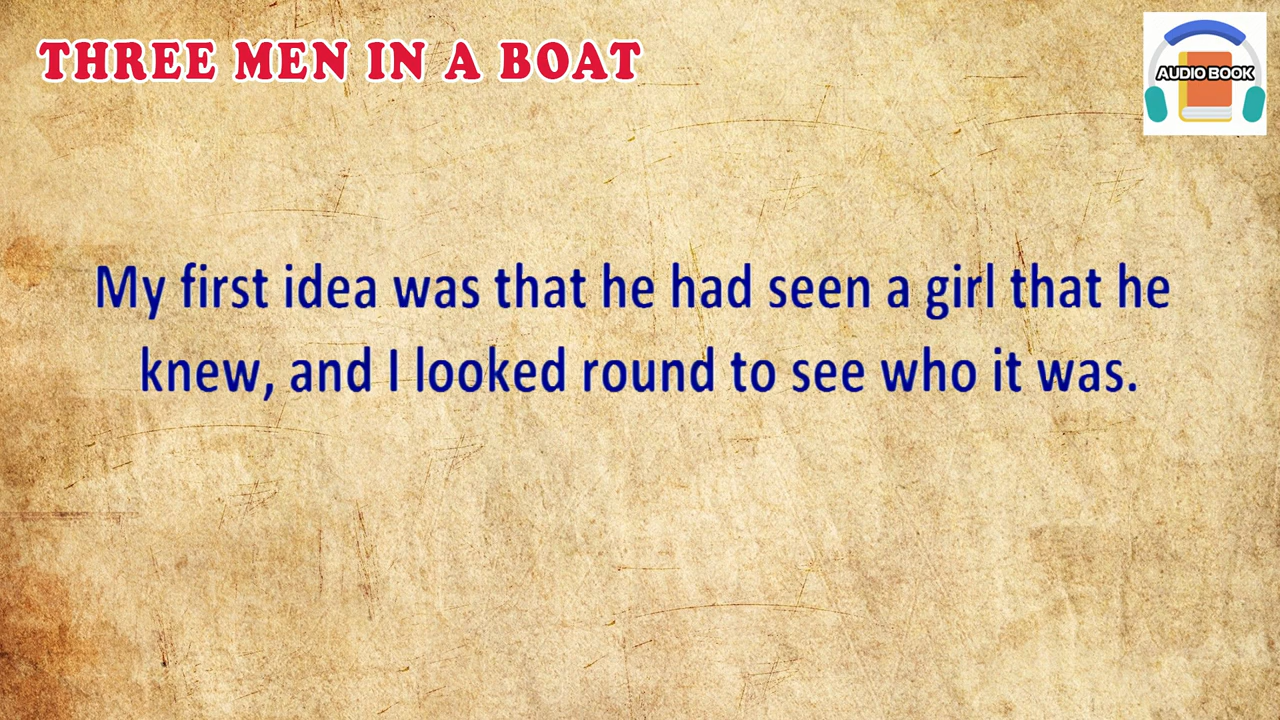 THREE MEN IN A BOAT
AUDIO BOOK
My first idea was that he had seen a girl that he
knew, and I looked round to see who it was.